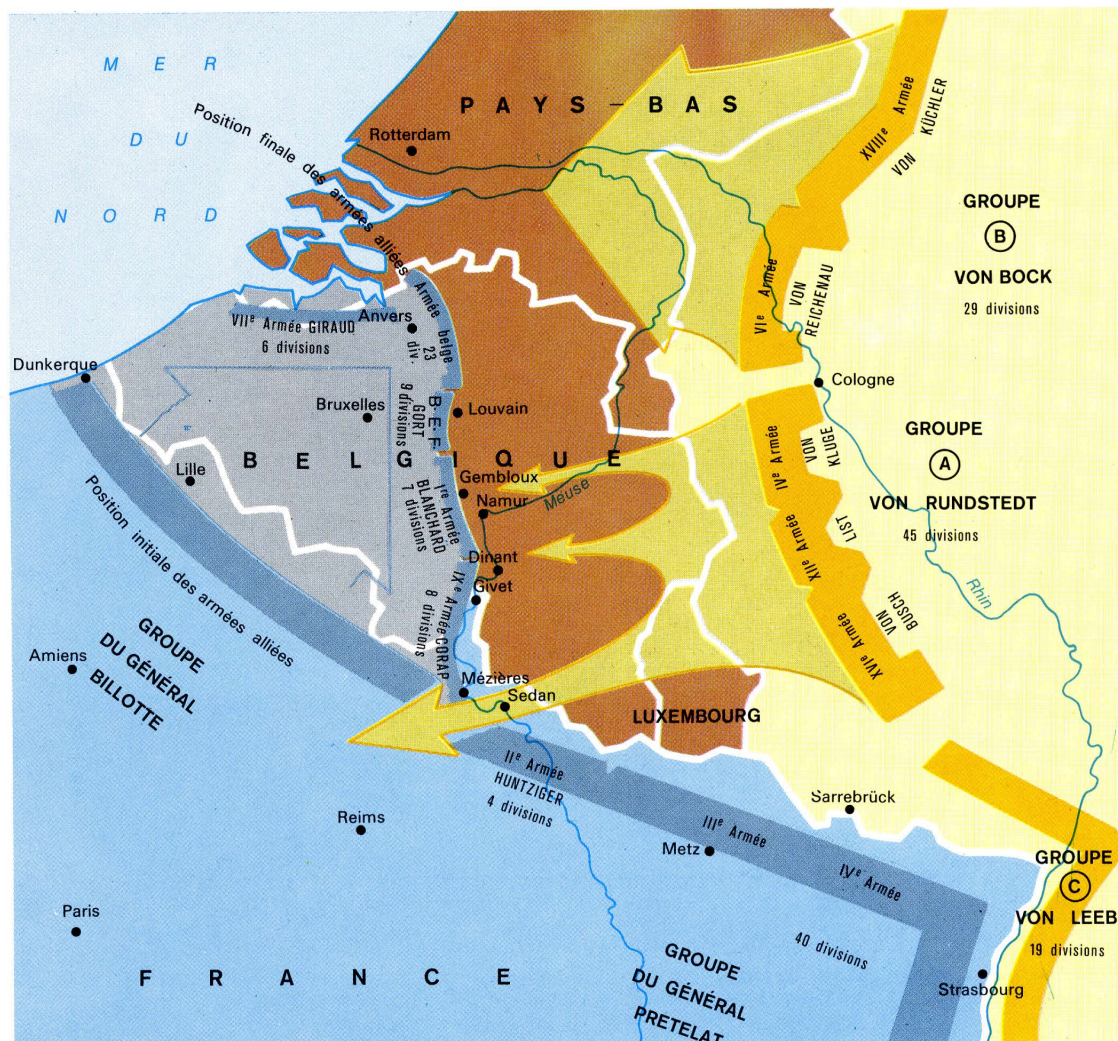 MER
DU
NORD
PAYS-BAS
Rotterdam
Position finale des armées alliées
XVIIIe Armée
VON KÜCHLER
GROUPE
B
VON BOCK
29 divisions
VIe Armée
VON
REICHENAU
VIIe Armée GIRAUD
6 divisions
Anvers
Armée belge
23
div.
Dunkerque
Bruxelles
B.E.F.
GORT
9 divisions
Louvain
Cologne
BELGIQUE
Lille
Gembloux
Namur
Meuse
Ire Armée
BLANCHARD
7 divisions
IVe Armée
VON
KLUGE
GROUPE
A
VON RUNDSTEDT
45 divisions
XIIe Armée
LIST
Dinant
Givet
IXe Armée CORAP
8 divisions
XVIe Armée
VON
BUSCH
Rhin
Position initiale des armées alliées
GROUPE
DU GÉNÉRAL
BILLOTTE
Amiens
Mézières
Sedan
LUXEMBOURG
IIe Armée
HUNTZIGER
4 divisions
Sarrebrück
Reims
IIIe Armée
Metz
IVe Armée
GROUPE
C
VON LEEB
19 divisions
Paris
40 divisions
FRANCE
GROUPE
DU GÉNÉRAL
PRETELAT
Strasbourg